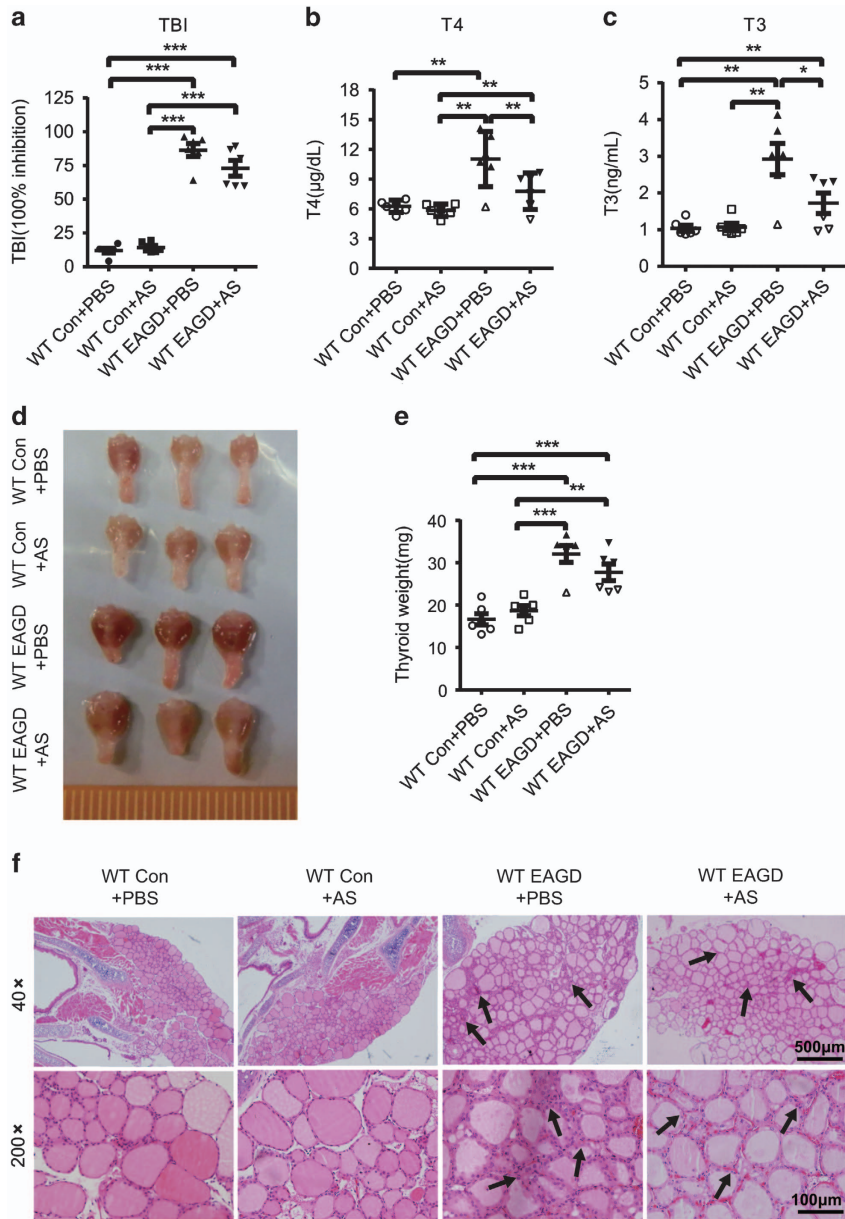 a
TBI
***
***
***
***
TBI(100% inhibition)
125
100
75
50
25
0
WT Con+PBS
WT Con+AS
WT EAGD+PBS
WT EAGD+AS
b
T4
**
**
**
**
T4(µg/dL)
18
15
12
9
6
3
0
WT Con+PBS
WT Con+AS
WT EAGD+PBS
WT EAGD+AS
c
T3
**
**
*
**
T3(ng/mL)
5
4
3
2
1
0
WT Con+PBS
WT Con+AS
WT EAGD+PBS
WT EAGD+AS
d
WT Con
+PBS
WT Con
+AS
WT EAGD
+PBS
WT EAGD
+AS
e
***
***
**
***
Thyroid weight(mg)
40
30
20
10
0
WT Con+PBS
WT Con+AS
WT EAGD+PBS
WT EAGD+AS
f
WT Con
+PBS
WT Con
+AS
WT EAGD
+PBS
WT EAGD
+AS
40×
500µm
200×
100µm